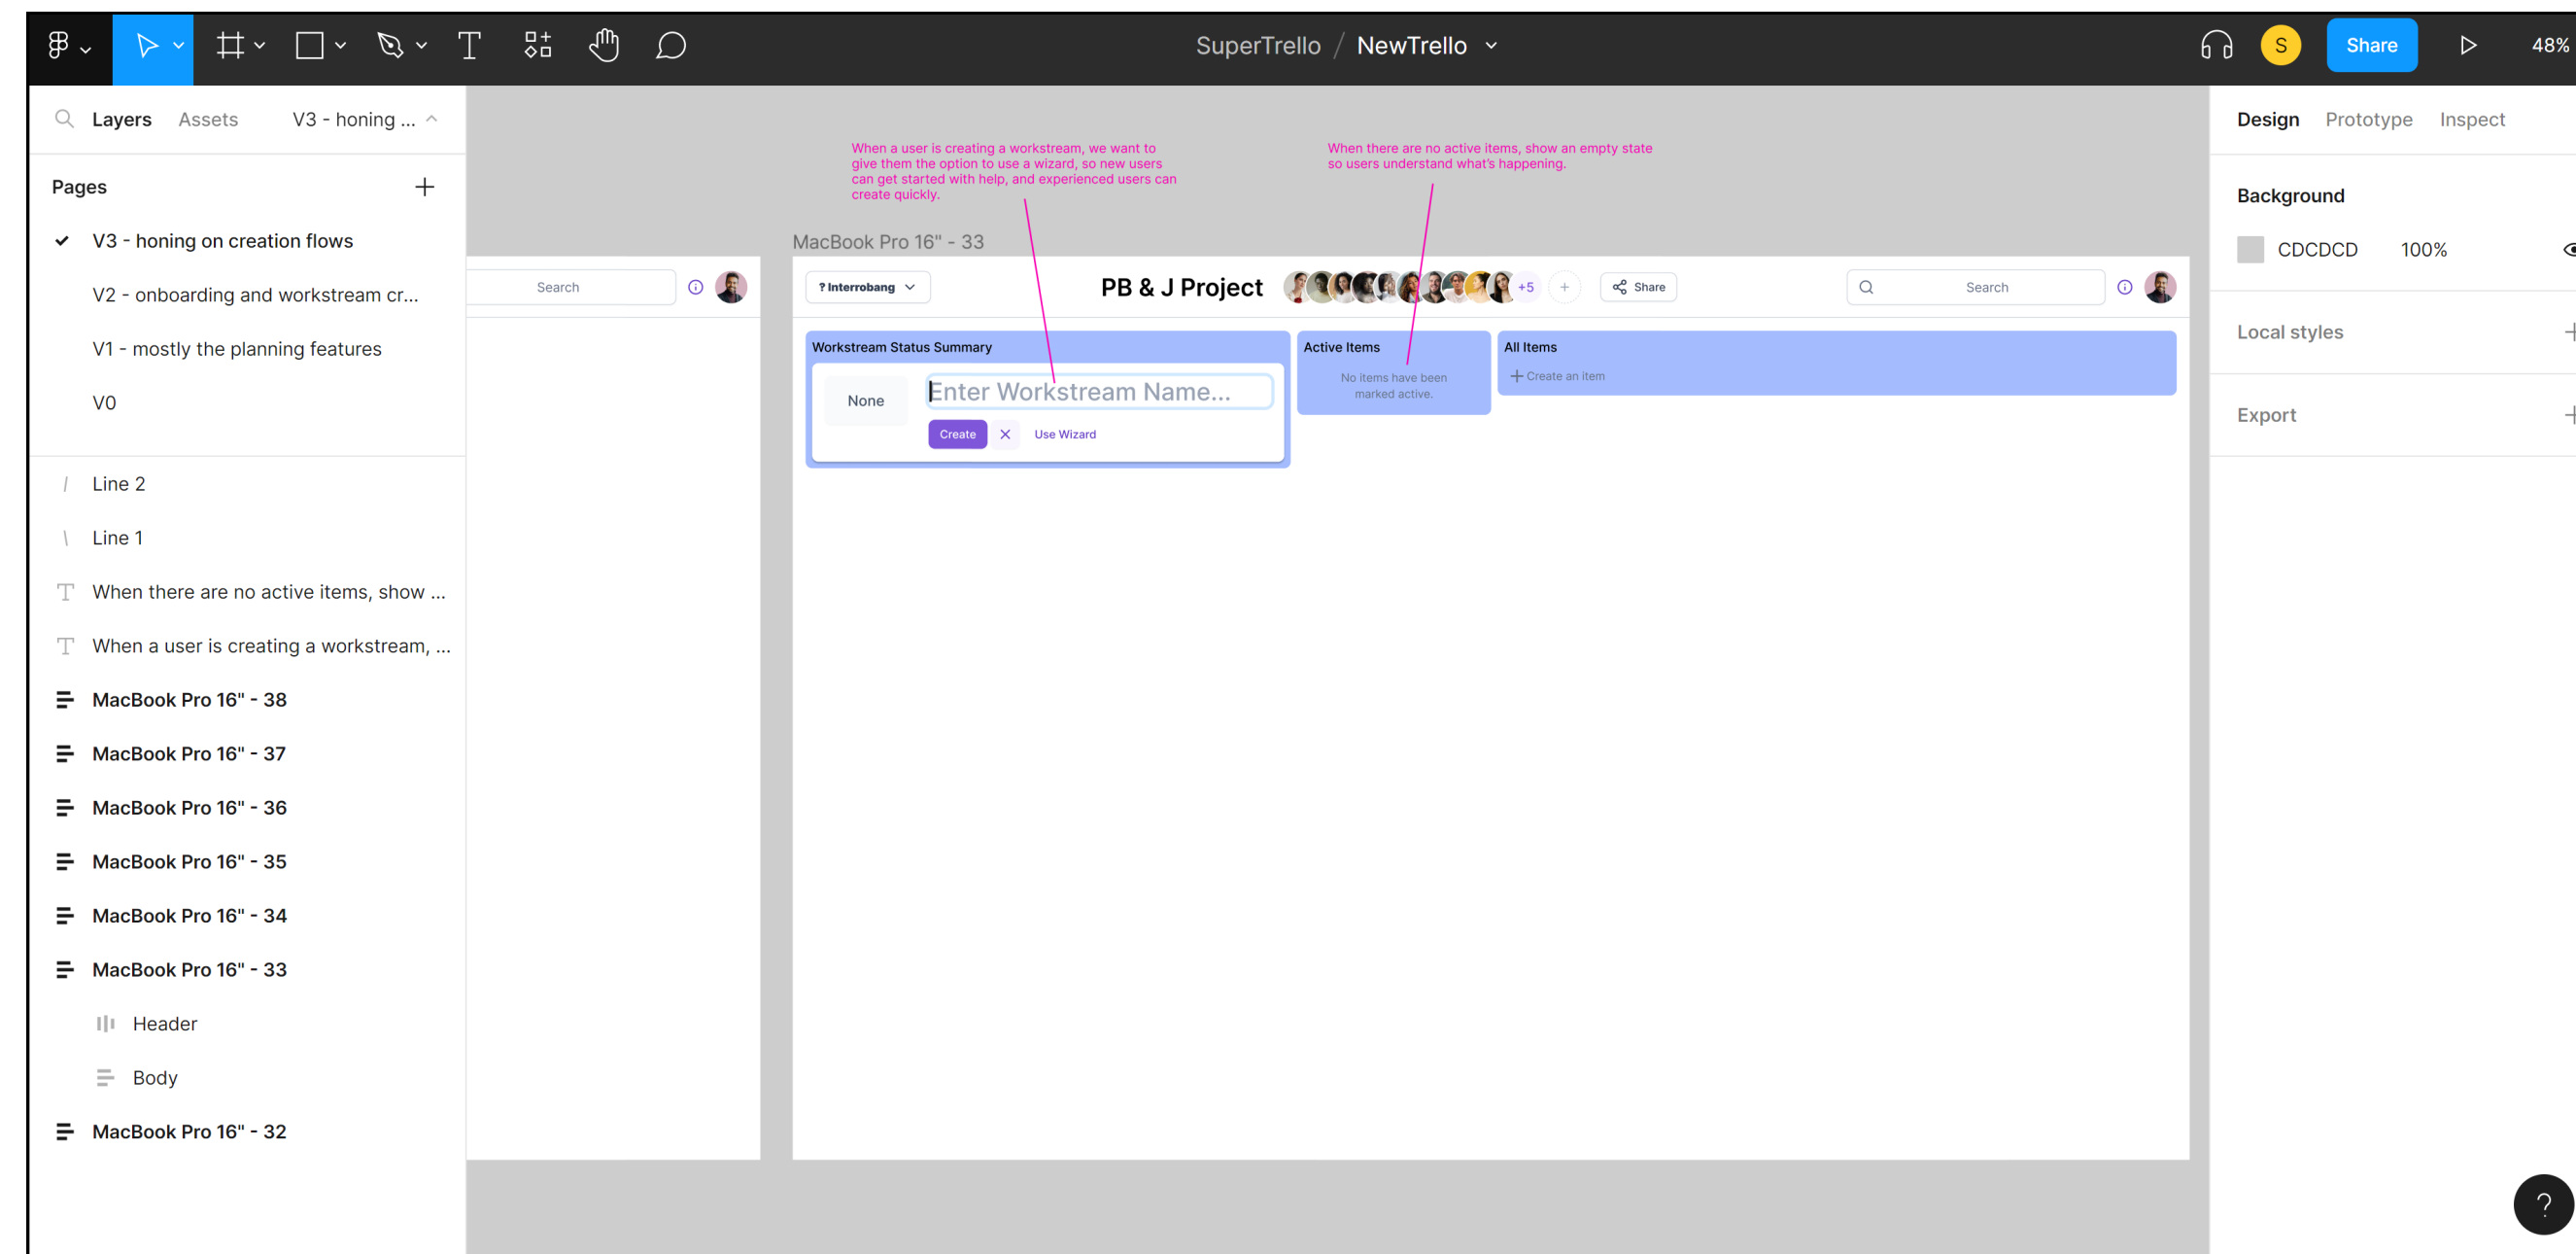 SuperTrello / NewTrello
S
Share
48%
Layers
Assets
V3 - honing ...
Pages
V3 - honing on creation flows
V2 - onboarding and workstream cr...
V1 - mostly the planning features
V0
Line 2
Line 1
When there are no active items, show ...
When a user is creating a workstream, ...
MacBook Pro 16" - 38
MacBook Pro 16" - 37
MacBook Pro 16" - 36
MacBook Pro 16" - 35
MacBook Pro 16" - 34
MacBook Pro 16" - 33
Header
Body
MacBook Pro 16" - 32
When a user is creating a workstream, we want to
give them the option to use a wizard, so new users
can get started with help, and experienced users can
create quickly.
When there are no active items, show an empty state
so users understand what's happening.
MacBook Pro 16" - 33
Search
? Interrobang
PB & J Project
+5
Share
Search
Workstream Status Summary
None
Enter Workstream Name...
Create
Use Wizard
Active Items
No items have been
marked active.
All Items
Create an item
Design
Prototype
Inspect
Background
CDCDCD
100%
Local styles
Export
?